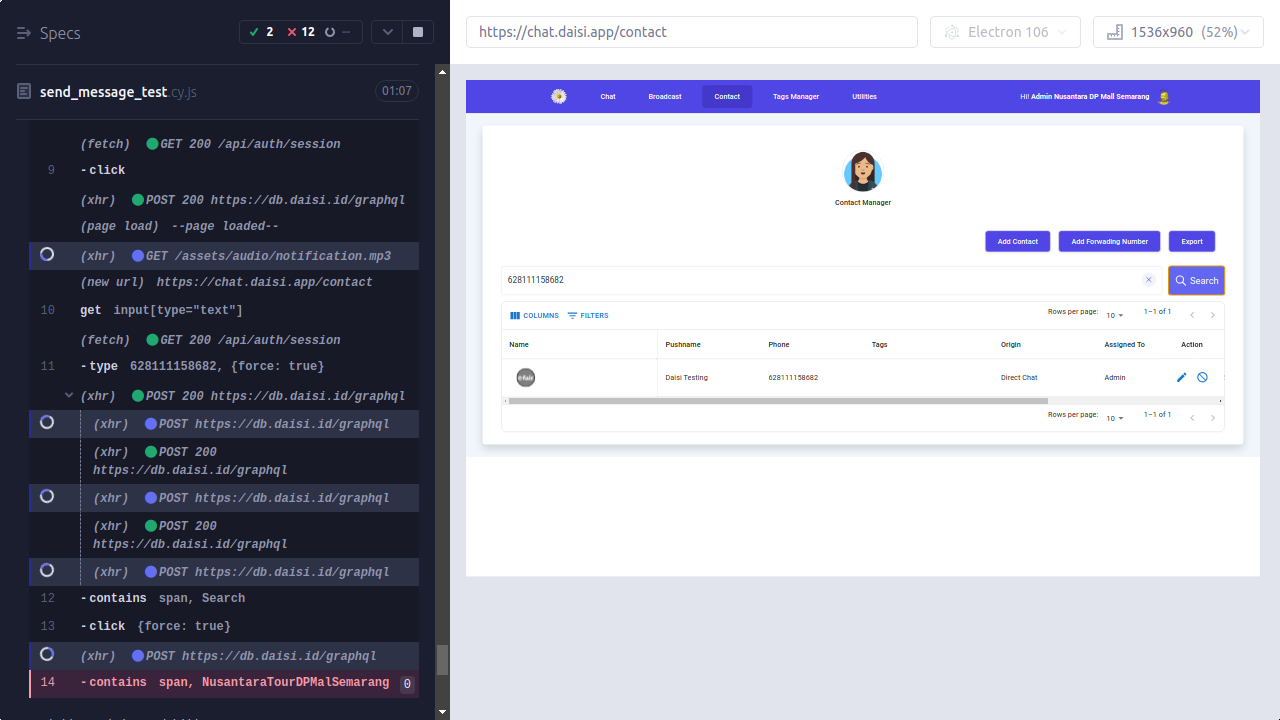 Specs
2
12
--
send_message_test.cy.js
01:07
(fetch) GET 200 /api/auth/session
9 -click
(xhr) POST 200 https://db.daisi.id/graphql
(page load) --page loaded--
(xhr) GET /assets/audio/notification.mp3
(new url) https://chat.daisi.app/contact
10 get input[type="text"]
(fetch) GET 200 /api/auth/session
11 -type 628111158682, {force: true}
(xhr) POST 200 https://db.daisi.id/graphql
(xhr) POST https://db.daisi.id/graphql
(xhr) POST 200
https://db.daisi.id/graphql
(xhr) POST https://db.daisi.id/graphql
(xhr) POST 200
https://db.daisi.id/graphql
(xhr) POST https://db.daisi.id/graphql
12 -contains span, Search
13 -click {force: true}
(xhr) POST https://db.daisi.id/graphql
14 -contains span, NusantaraTourDPMalSemarang 0
https://chat.daisi.app/contact
Electron 106
1536x960 (52%)
Chat Broadcast Contact Tags Manager Utilities
Hi! Admin Nusantara DP Mall Semarang
Contact Manager
Add Contact
Add Forwading Number
Export
628111158682
Search
COLUMNS FILTERS
Rows per page: 10 1–1 of 1
Name Pushname Phone Tags Origin Assigned To Action
Daisi Testing 628111158682 Direct Chat Admin
Rows per page: 10 1–1 of 1